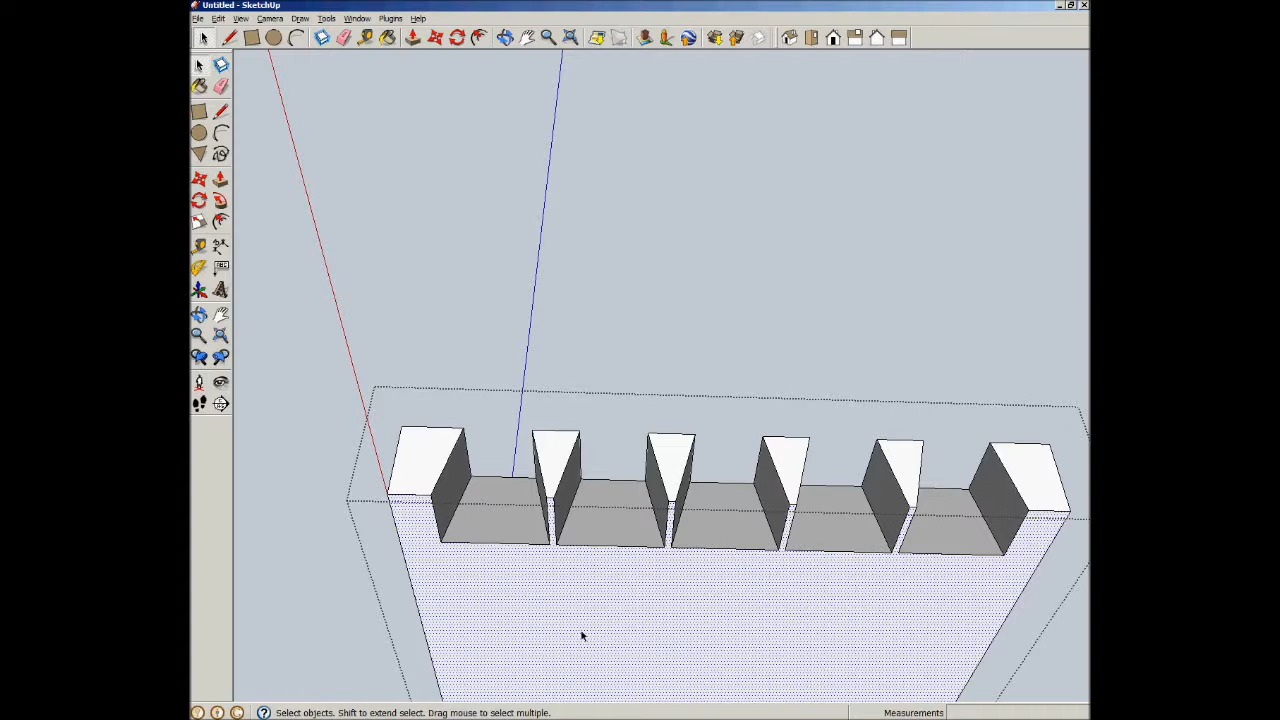 Untitled - SketchUp
File Edit View Camera Draw Tools Window Plugins Help
ABC
Select objects. Shift to extend select. Drag mouse to select multiple.
Measurements